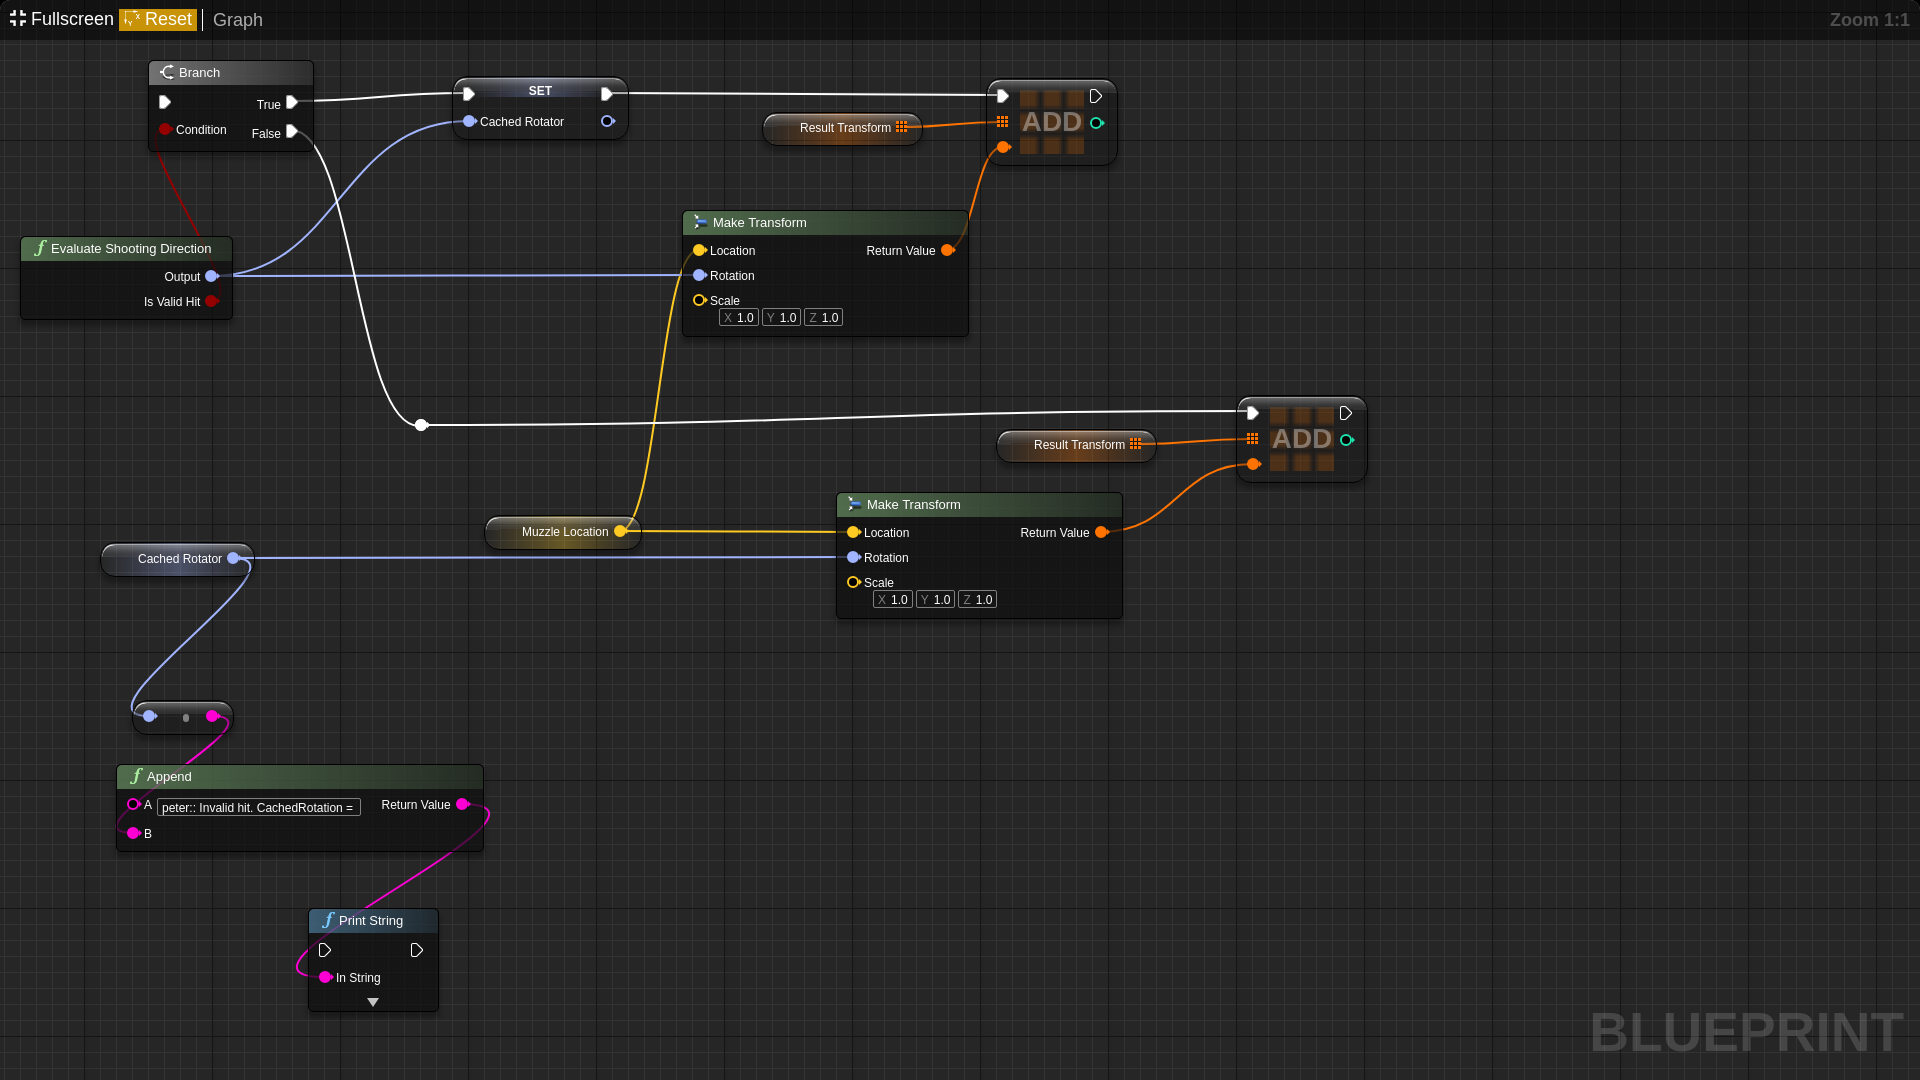 Fullscreen Reset Graph Zoom 1:1
Branch
True
Condition
False
SET
Cached Rotator
Result Transform
ADD
Evaluate Shooting Direction
Output
Is Valid Hit
Make Transform
Location Return Value
Rotation
Scale
X 1.0 Y 1.0 Z 1.0
Result Transform
ADD
Muzzle Location
Make Transform
Location Return Value
Rotation
Scale
X 1.0 Y 1.0 Z 1.0
Cached Rotator
Append
A peter:: Invalid hit. CachedRotation = Return Value
B
Print String
In String
BLUEPRINT